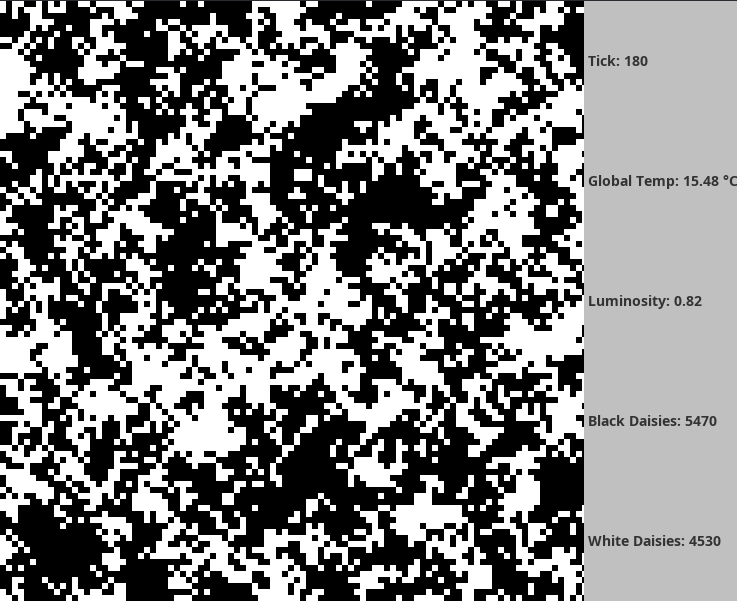 Tick: 180
Global Temp: 15.48 °C
Luminosity: 0.82
Black Daisies: 5470
White Daisies: 4530